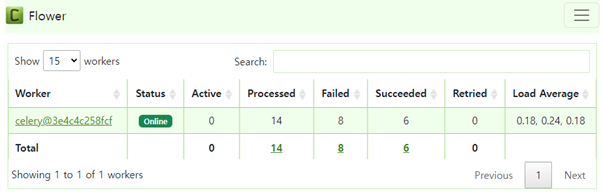 Flower
Show 15 workers Search:
Worker Status Active Processed Failed Succeeded Retried Load Average
celery@3e4c4c258fcf Online 0 14 8 6 0 0.18, 0.24, 0.18
Total 0 14 8 6 0
Showing 1 to 1 of 1 workers Previous 1 Next